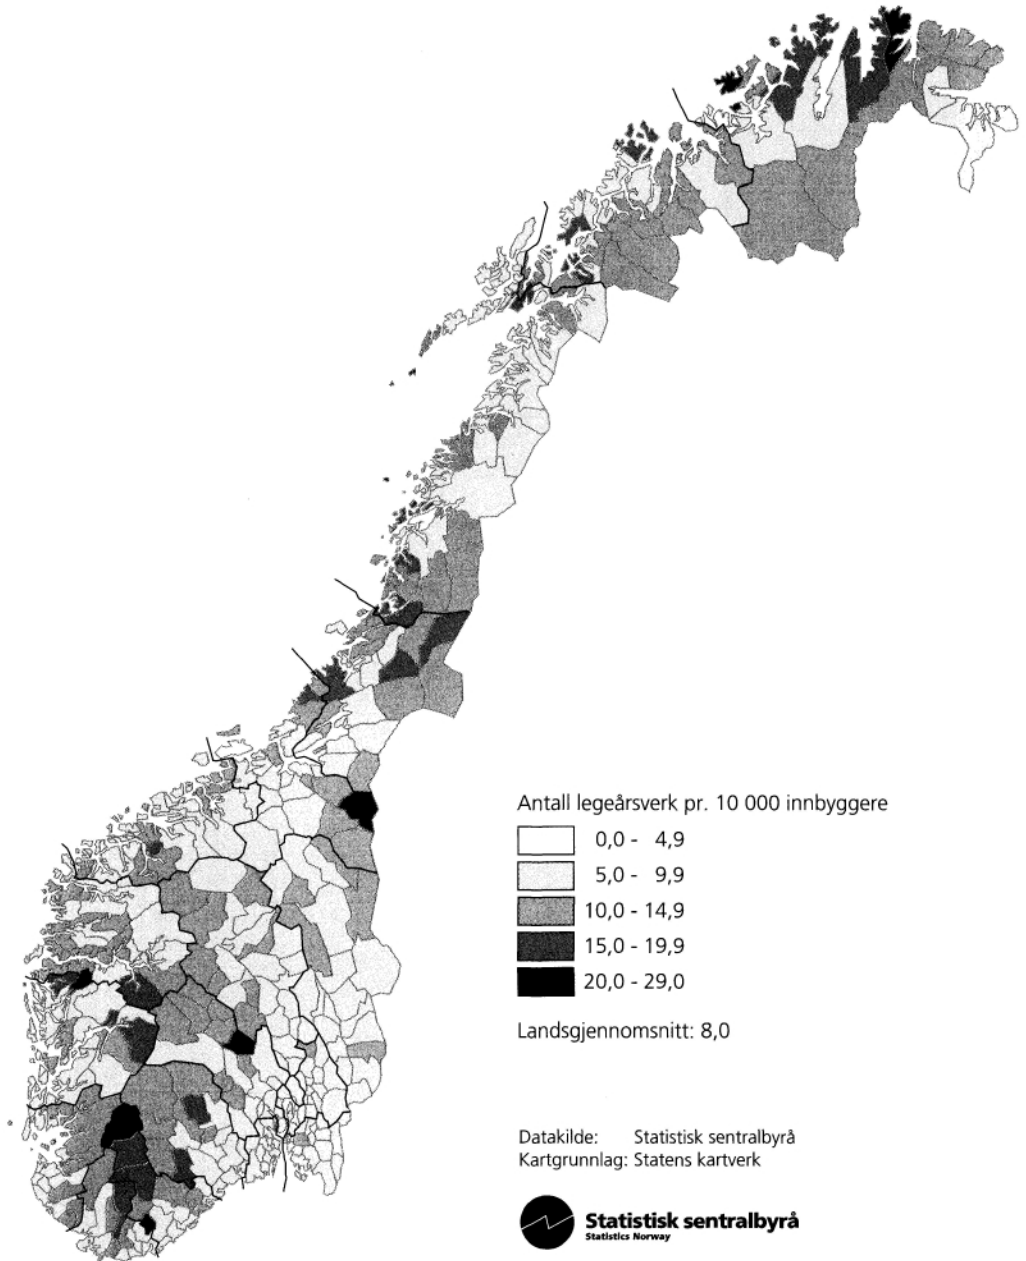 Antall legeårsverk pr. 10 000 innbyggere
0,0 - 4,9
5,0 - 9,9
10,0 - 14,9
15,0 - 19,9
20,0 - 29,0
Landsgjennomsnitt: 8,0
Datakilde: Statistisk sentralbyrå
Kartgrunnlag: Statens kartverk
Statistisk sentralbyrå
Statistics Norway